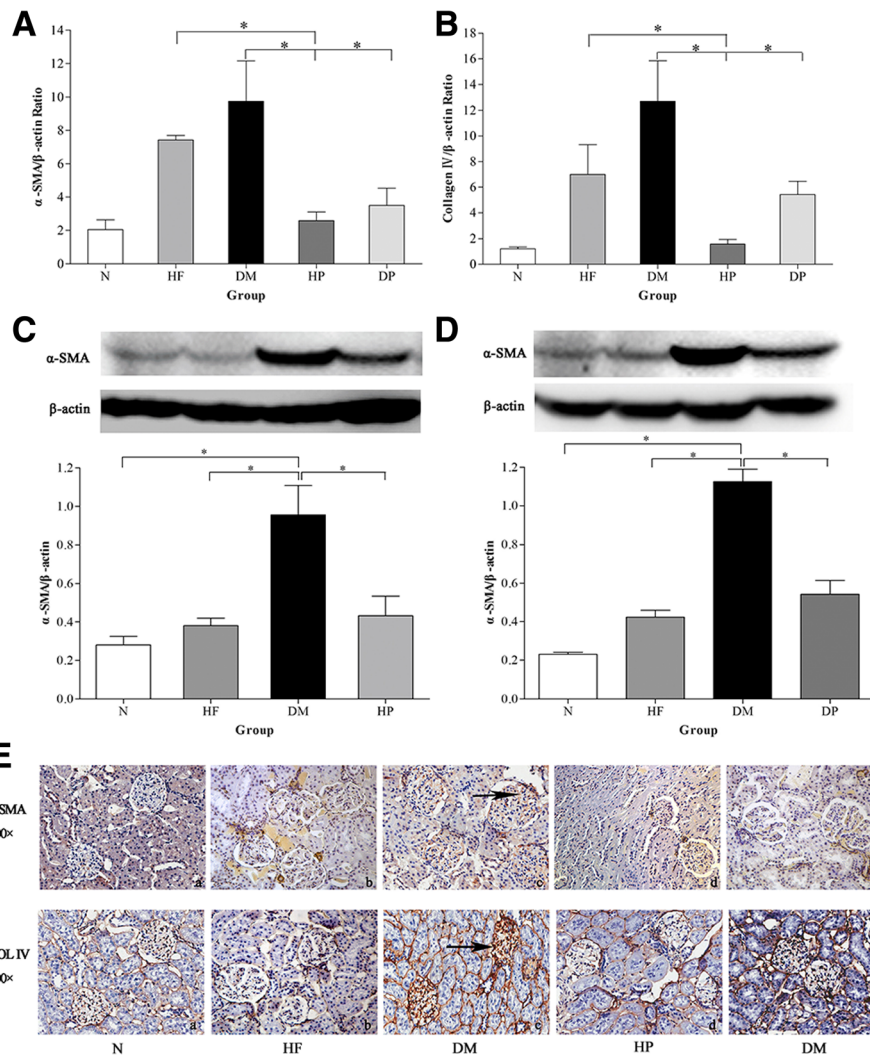 A
14
12
10
8
6
4
2
0
α -SMA/β -actin Ratio
* * *
N HF DM HP DP
Group
B
18
16
14
12
10
8
6
4
2
0
Collagen IV/β -actin Ratio
* * *
N HF DM HP DP
Group
C
α-SMA
β-actin
1.2
1.0
0.8
0.6
0.4
0.2
0.0
α -SMA/β -actin
* * *
N HF DM HP
Group
D
α-SMA
β-actin
1.2
1.0
0.8
0.6
0.4
0.2
0.0
α -SMA/β -actin
* * *
N HF DM DP
Group
E
SMA
0×
a b c d
OL IV
0×
a b c d
N HF DM HP DM